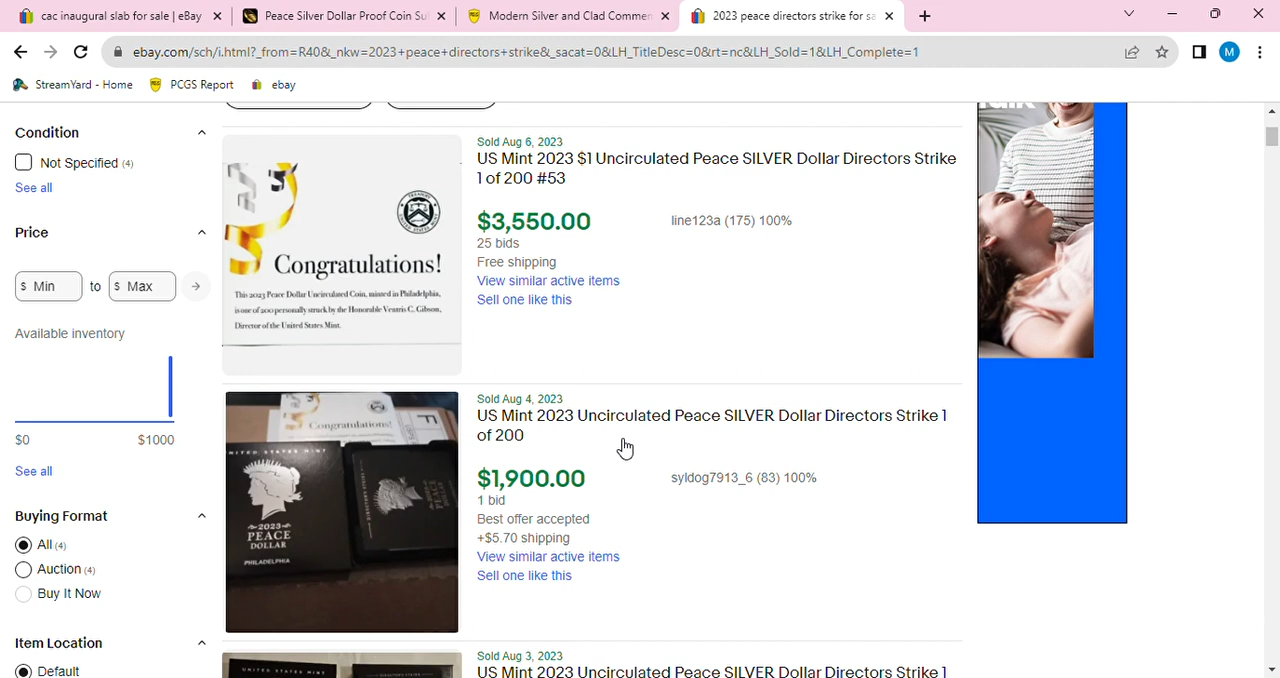 cac inaugural slab for sale | eBay
Peace Silver Dollar Proof Coin Su
Modern Silver and Clad Commem
2023 peace directors strike for sa
ebay.com/sch/i.html?_from=R40&_nkw=2023+peace+directors+strike&_sacat=0&LH_TitleDesc=0&rt=nc&LH_Sold=1&LH_Complete=1
M
StreamYard - Home
PCGS Report
ebay
Condition
Not Specified (4)
See all
Price
$ Min to $ Max
Available inventory
$0 $1000
See all
Buying Format
All (4)
Auction (4)
Buy It Now
Item Location
Default
Congratulations!
This 2023 Peace Dollar Uncirculated Coin, minted in Philadelphia,
is one of 200 personally struck by the Honorable Ventris C. Gibson,
Director of the United States Mint.
Sold Aug 6, 2023
US Mint 2023 $1 Uncirculated Peace SILVER Dollar Directors Strike
1 of 200 #53
$3,550.00
line123a (175) 100%
25 bids
Free shipping
View similar active items
Sell one like this
Congratulations!
UNITED STATES MINT
2023
PEACE
DOLLAR
PHILADELPHIA
Sold Aug 4, 2023
US Mint 2023 Uncirculated Peace SILVER Dollar Directors Strike 1
of 200
$1,900.00
syldog7913_6 (83) 100%
1 bid
Best offer accepted
+$5.70 shipping
View similar active items
Sell one like this
UNITED STATES MINT
Sold Aug 3, 2023
US Mint 2023 Uncirculated Peace SILVER Dollar Directors Strike 1